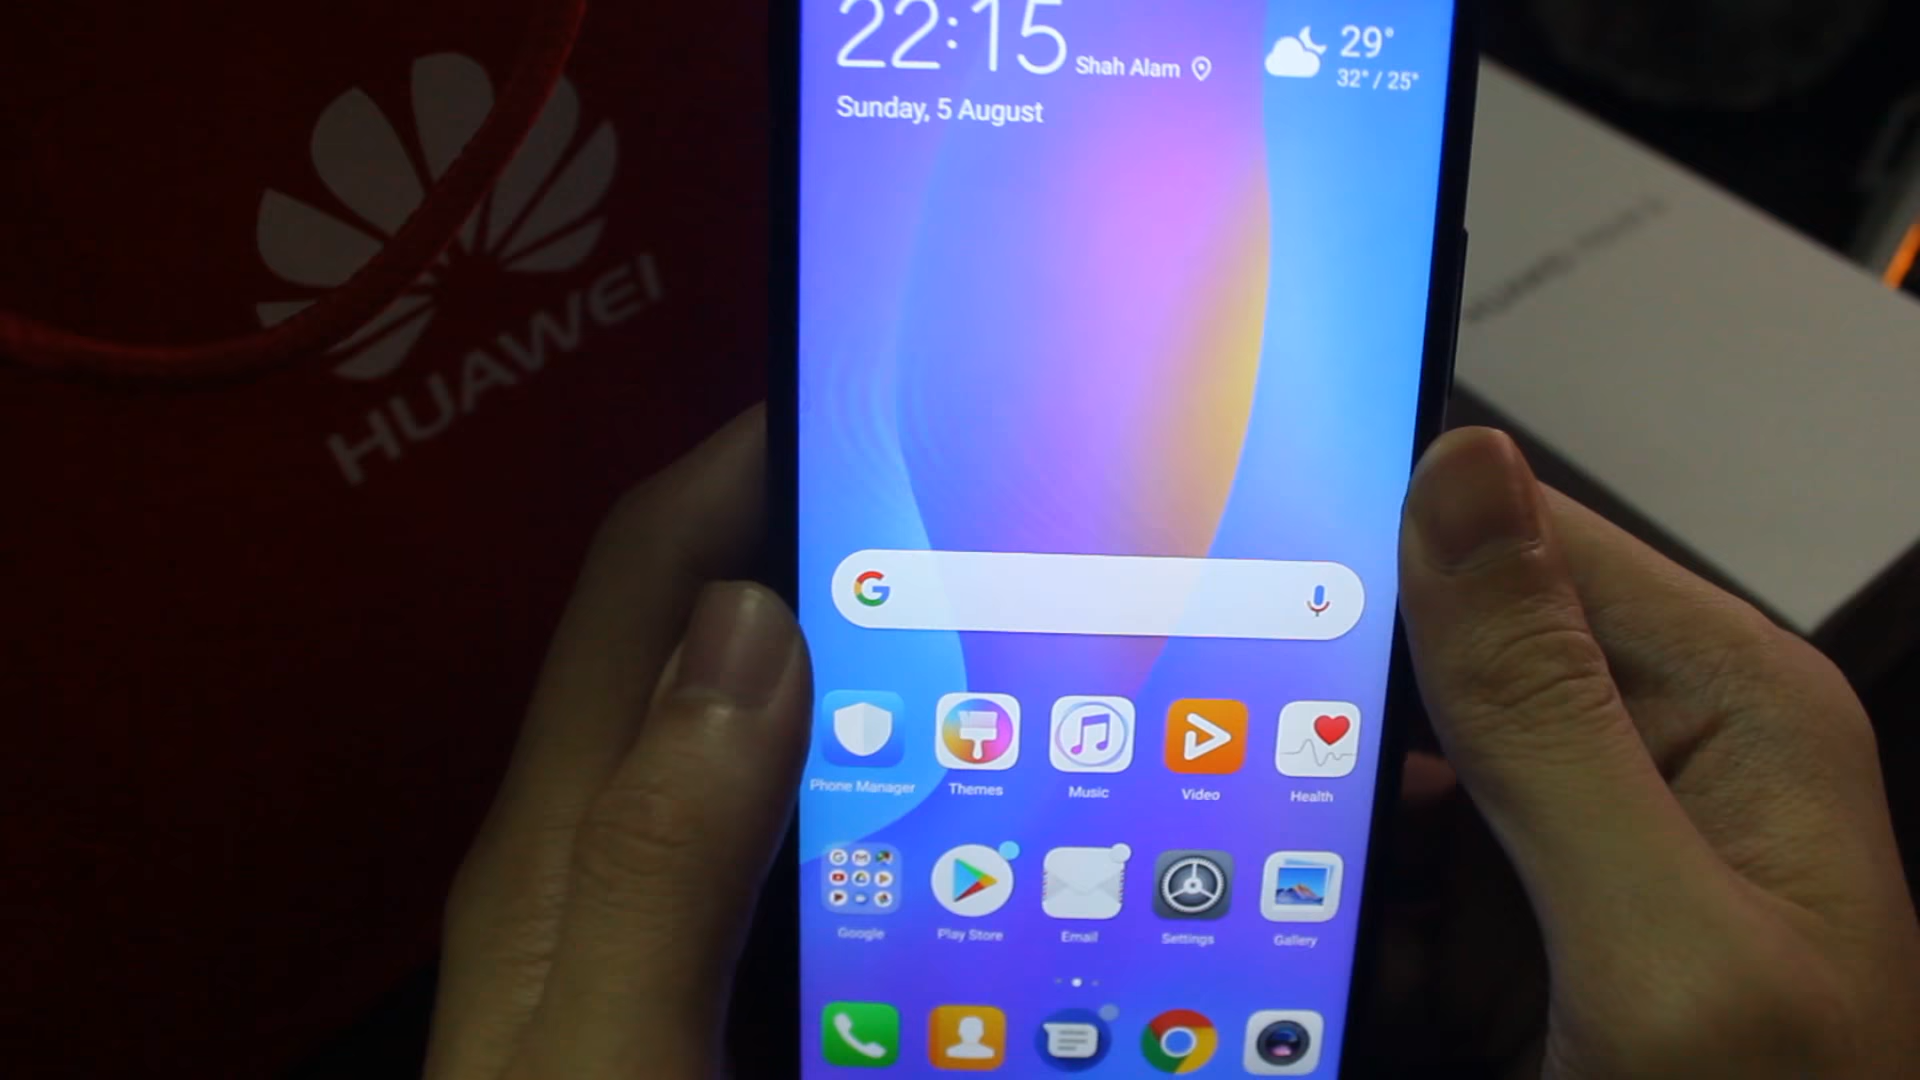 HUAWEI
22:15
Shah Alam
29°
32° / 25°
Sunday, 5 August
Phone Manager
Themes
Music
Video
Health
Google
Play Store
Email
Settings
Gallery